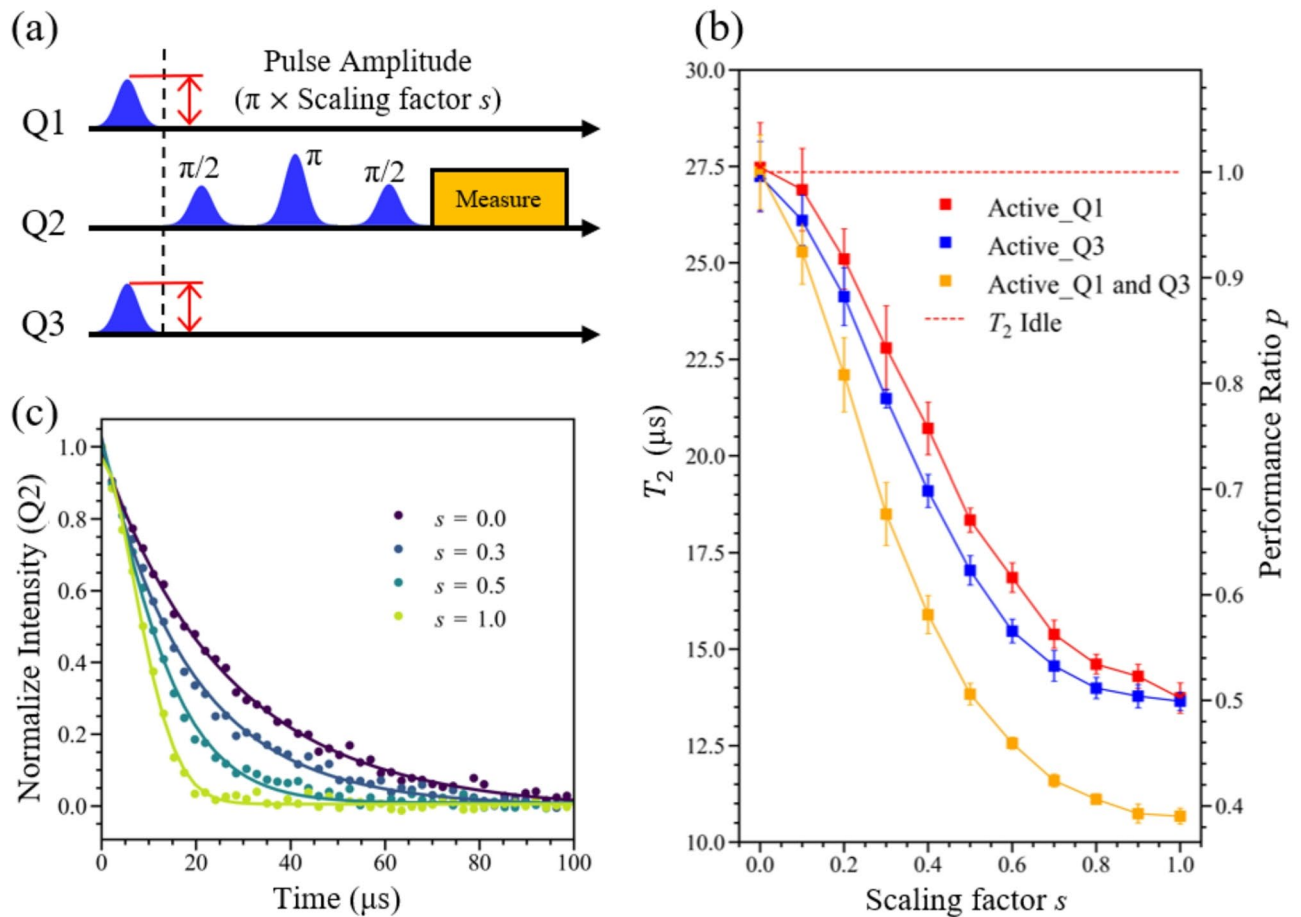 (a)
Pulse Amplitude
(π × Scaling factor s)
Q1
π/2
π
π/2
Q2
Measure
Q3
(b)
30.0
27.5
25.0
22.5
20.0
17.5
15.0
12.5
10.0
T₂ (μs)
Active_Q1
Active_Q3
Active_Q1 and Q3
T₂ Idle
1.0
0.9
0.8
0.7
0.6
0.5
0.4
Performance Ratio p
0.0 0.2 0.4 0.6 0.8 1.0
Scaling factor s
(c)
1.0
0.8
0.6
0.4
0.2
0.0
Normalize Intensity (Q2)
s = 0.0
s = 0.3
s = 0.5
s = 1.0
0 20 40 60 80 100
Time (μs)